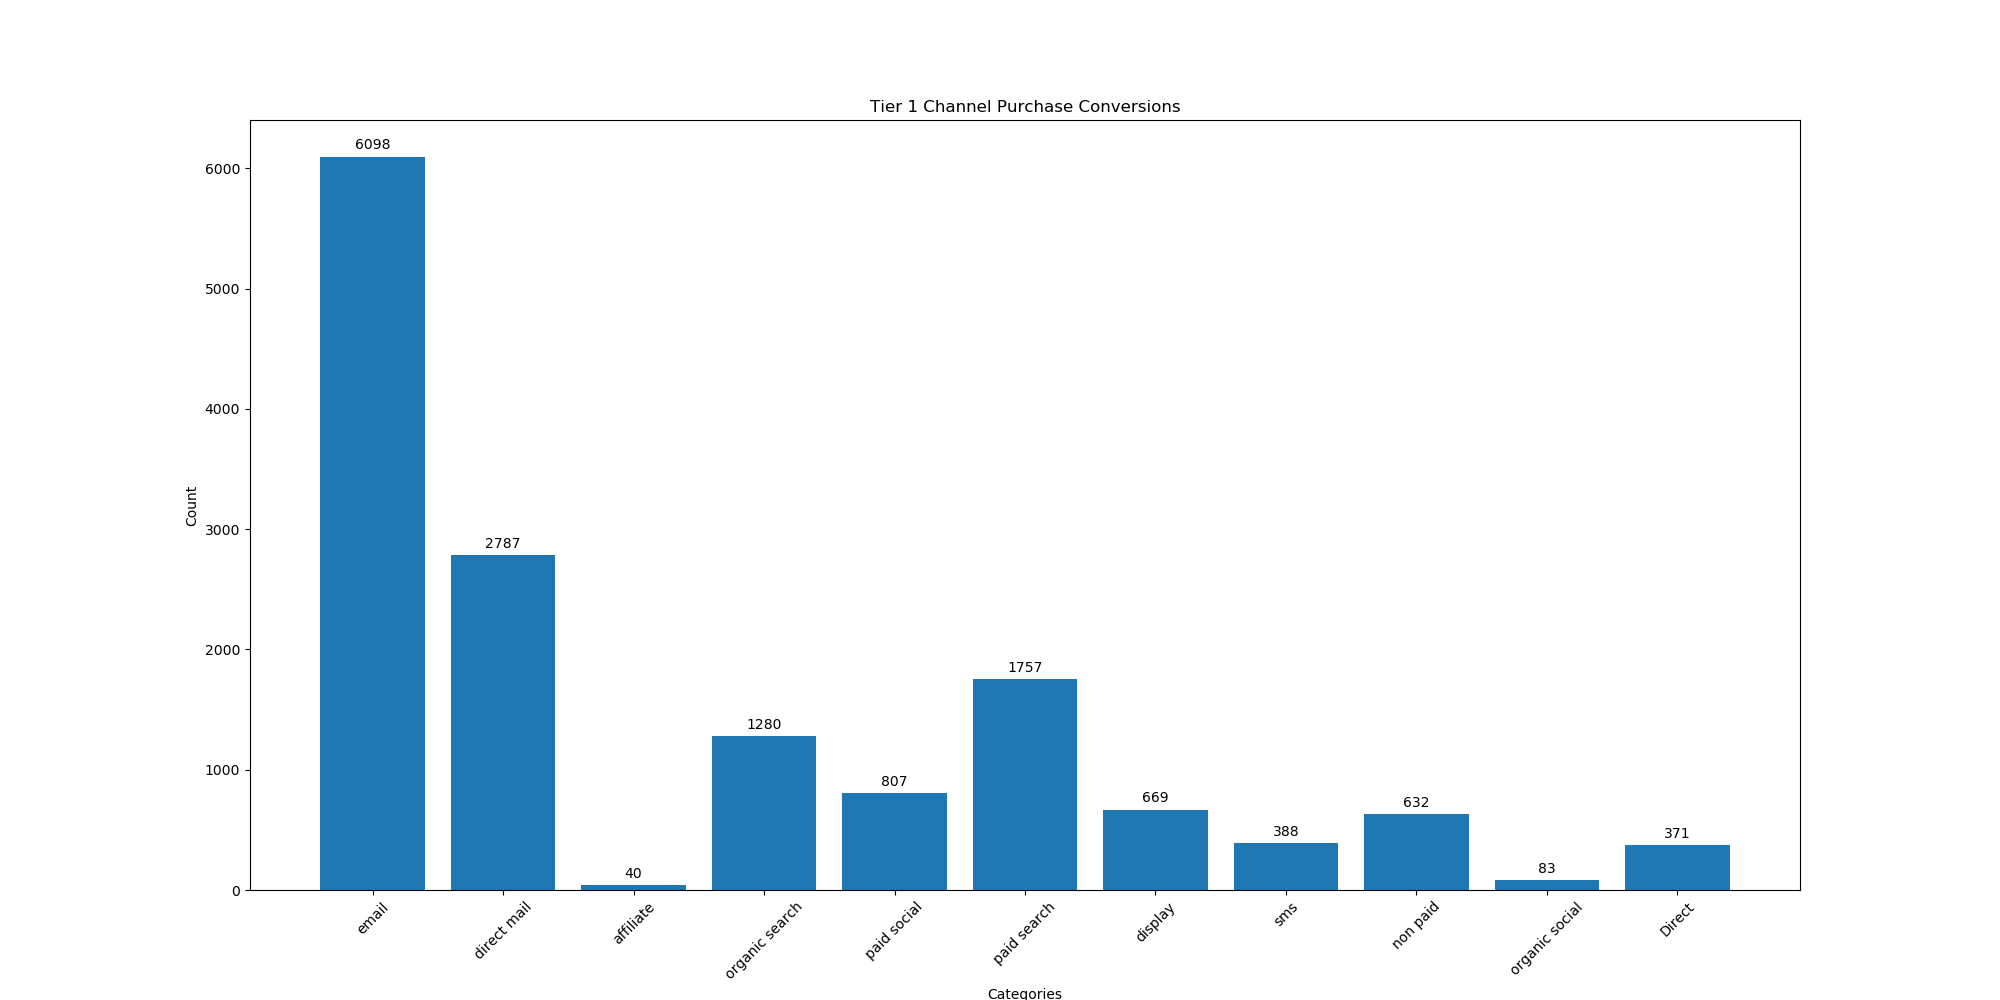 Tier 1 Channel Purchase Conversions
6098
6000
5000
4000
3000
2787
2000
1757
1280
1000
807
669
632
388
371
83
40
0
Count
email
direct mail
affiliate
organic search
paid social
paid search
display
sms
non paid
organic social
Direct
Categories